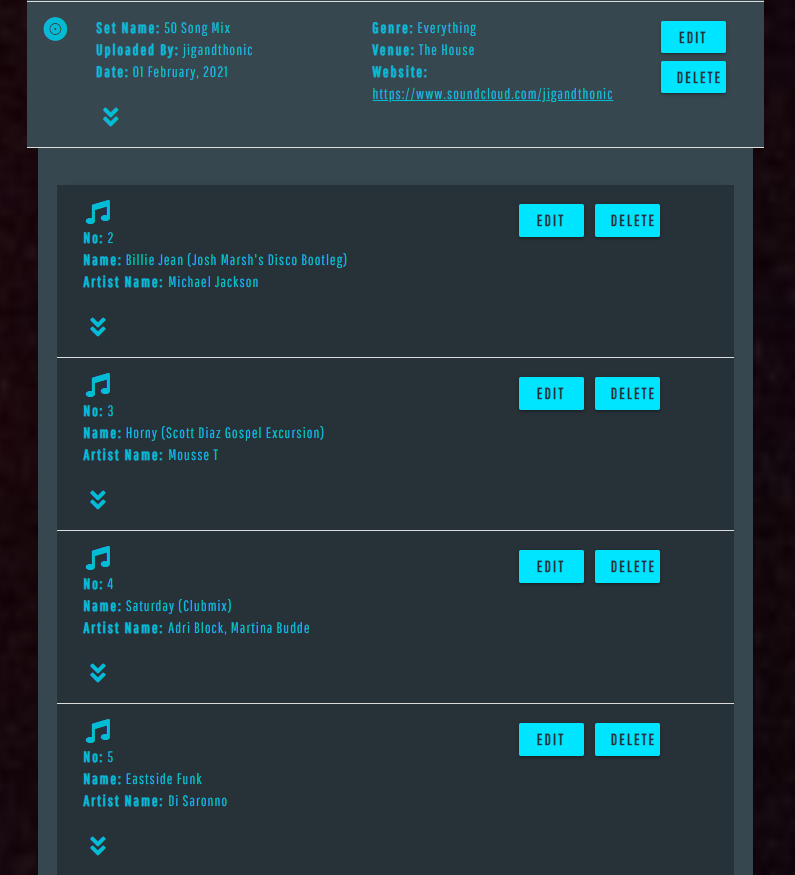 Set Name: 50 Song Mix
Uploaded By: jigandthonic
Date: 01 February, 2021
Genre: Everything
Venue: The House
Website:
https://www.soundcloud.com/jigandthonic
EDIT
DELETE
No: 2
Name: Billie Jean (Josh Marsh's Disco Bootleg)
Artist Name: Michael Jackson
EDIT DELETE
No: 3
Name: Horny (Scott Diaz Gospel Excursion)
Artist Name: Mousse T
EDIT DELETE
No: 4
Name: Saturday (Clubmix)
Artist Name: Adri Block, Martina Budde
EDIT DELETE
No: 5
Name: Eastside Funk
Artist Name: Di Saronno
EDIT DELETE